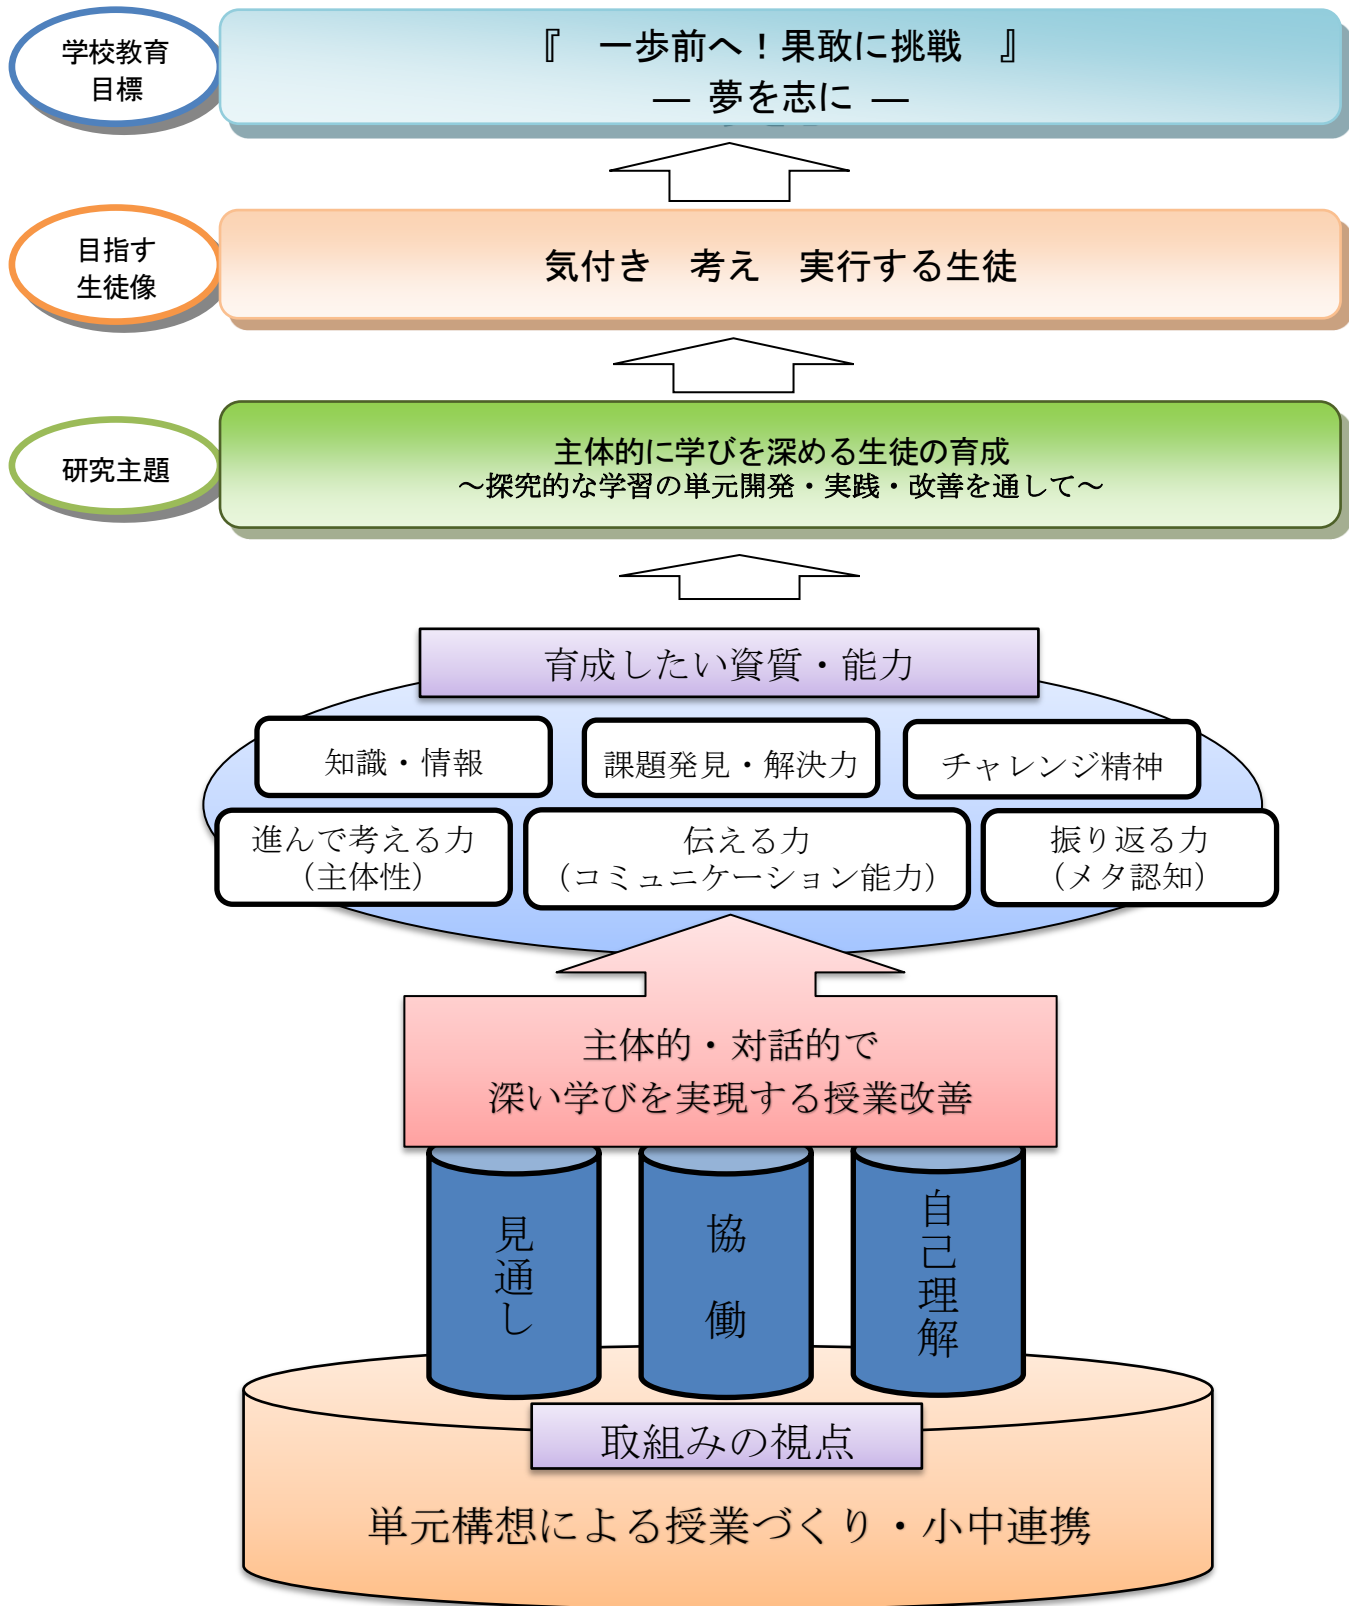 学校教育
目標
『　一歩前へ！果敢に挑戦　』
― 夢を志に ―
目指す
生徒像
気付き　考え　実行する生徒
研究主題
主体的に学びを深める生徒の育成
～探究的な学習の単元開発・実践・改善を通して～
育成したい資質・能力
知識・情報
課題発見・解決力
チャレンジ精神
進んで考える力
（主体性）
伝える力
（コミュニケーション能力）
振り返る力
（メタ認知）
主体的・対話的で
深い学びを実現する授業改善
見通し
協　働
自己理解
取組みの視点
単元構想による授業づくり・小中連携